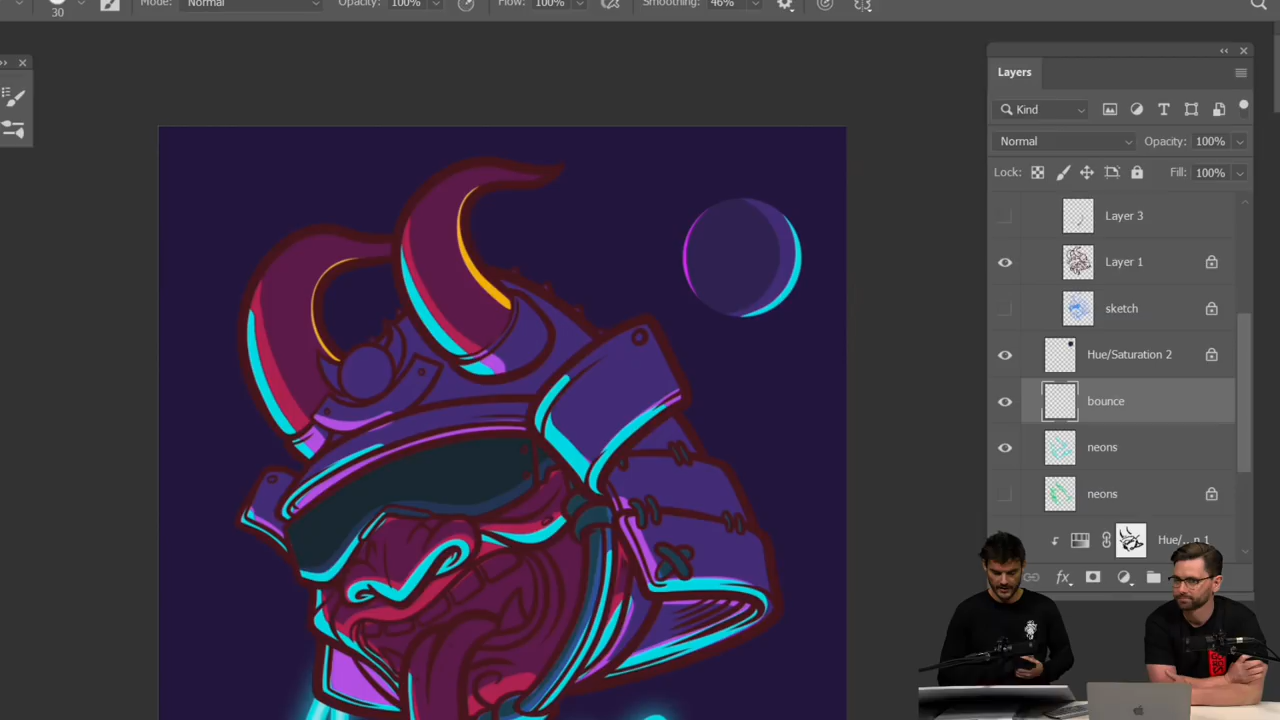 30 Mode: Normal Opacity: 100% Flow: 100% Smoothing: 46%
Layers
Kind
Normal Opacity: 100%
Lock: Fill: 100%
Layer 3
Layer 1
sketch
Hue/Saturation 2
bounce
neons
neons
Hue/... n 1
fx